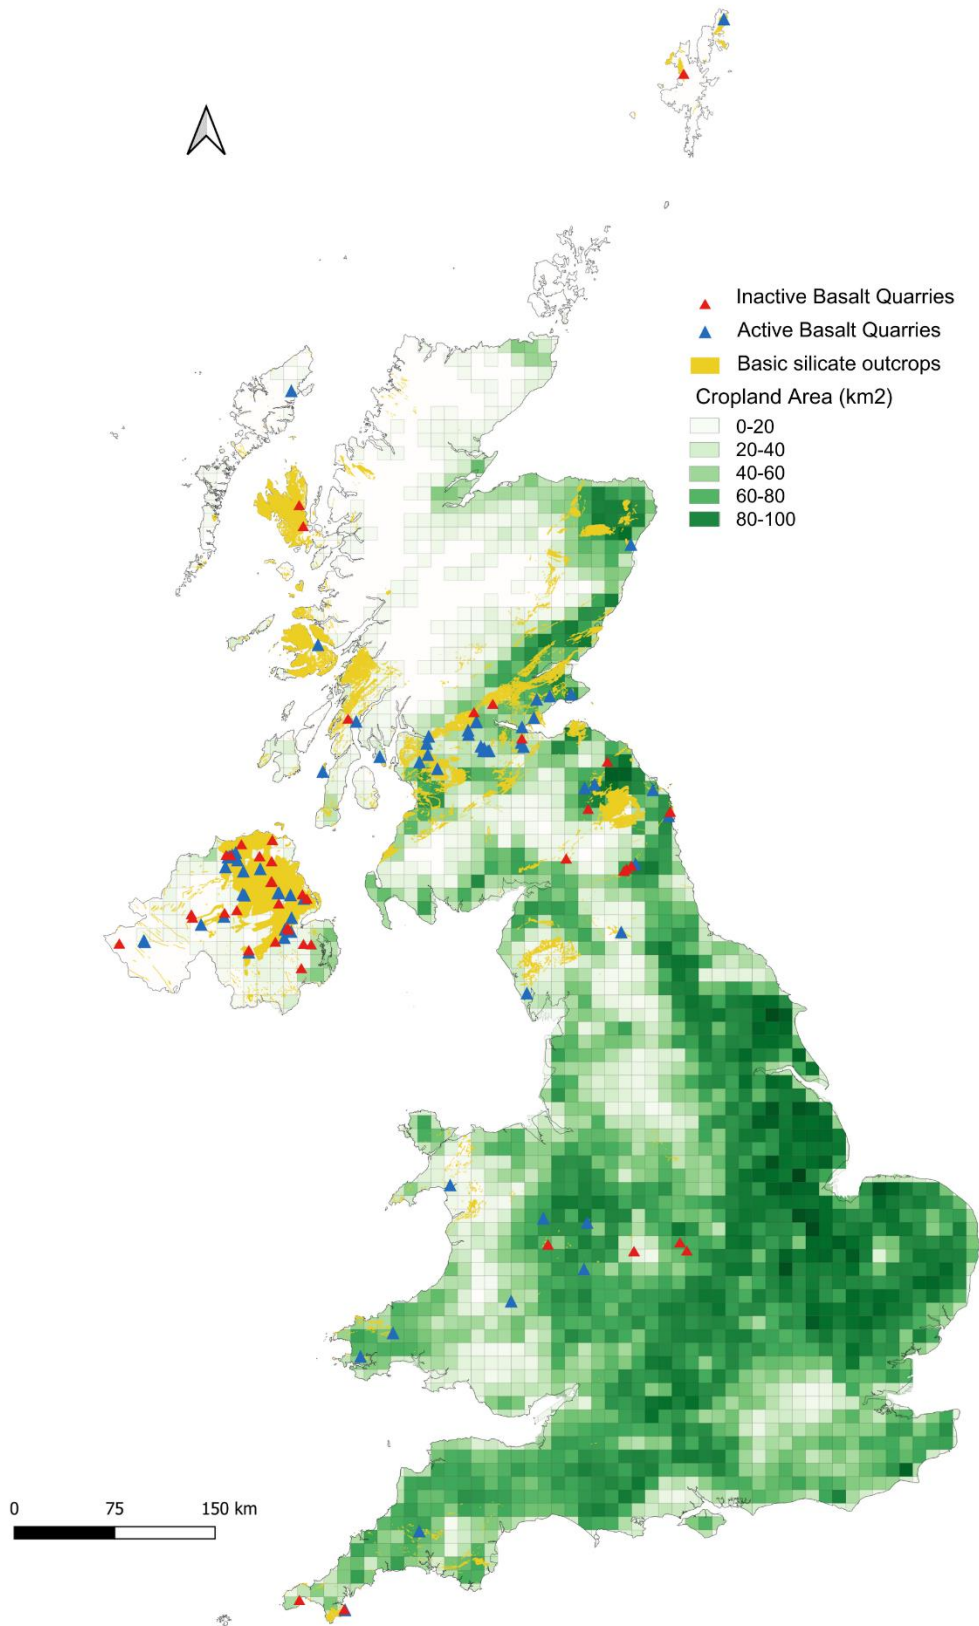 Inactive Basalt Quarries
Active Basalt Quarries
Basic silicate outcrops
Cropland Area (km2)
0-20
20-40
40-60
60-80
80-100
0 75 150 km